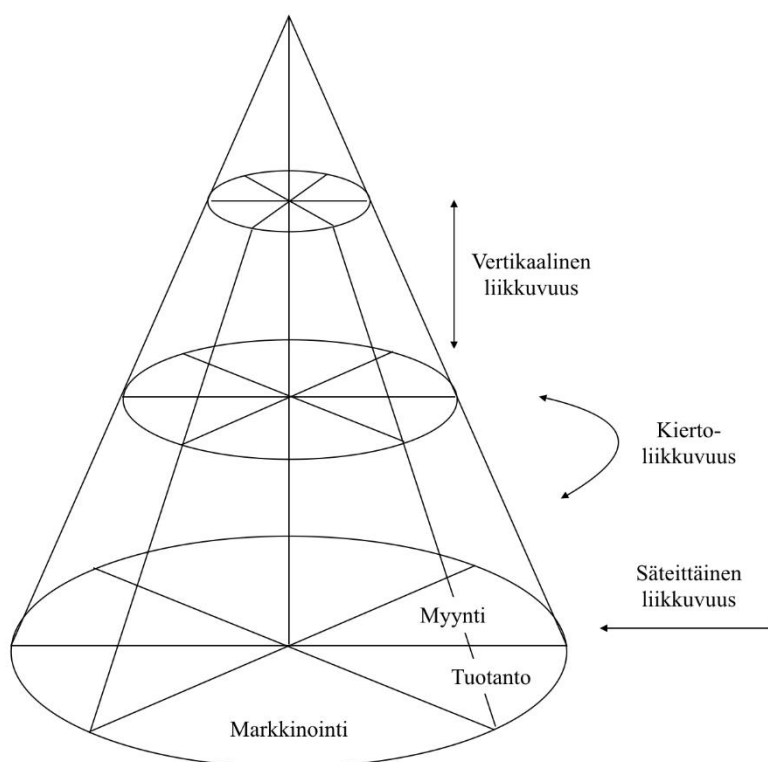 Vertikaalinen
liikkuvuus
Kierto-
liikkuvuus
Säteittäinen
liikkuvuus
Myynti
Tuotanto
Markkinointi